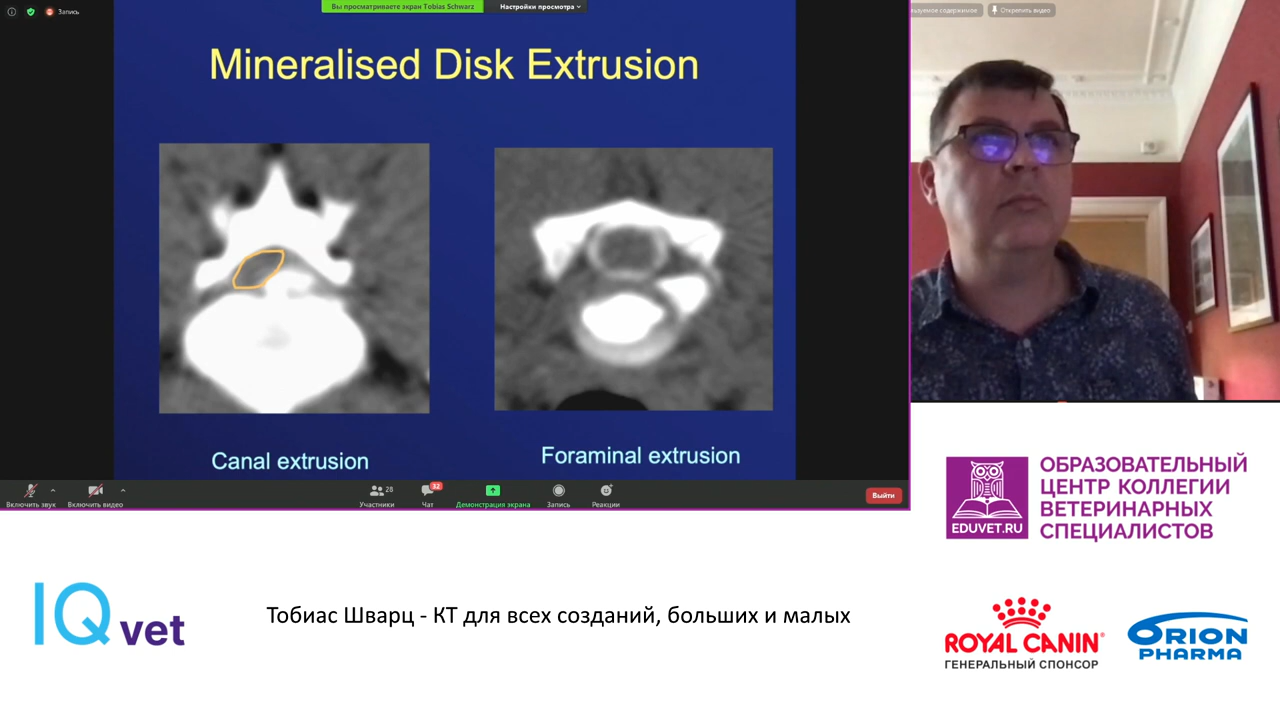 Запись
Вы просматриваете экран Tobias Schwarz
Настройки просмотра
Открепить видео
Mineralised Disk Extrusion
Canal extrusion
Foraminal extrusion
Включить звук
Включить видео
28
Участники
32
Чат
Демонстрация экрана
Запись
Реакции
Выйти
EDUVET.RU
ОБРАЗОВАТЕЛЬНЫЙ
ЦЕНТР КОЛЛЕГИИ
ВЕТЕРИНАРНЫХ
СПЕЦИАЛИСТОВ
IQ vet
Тобиас Шварц - КТ для всех созданий, больших и малых
ROYAL CANIN
ГЕНЕРАЛЬНЫЙ СПОНСОР
ORION
PHARMA